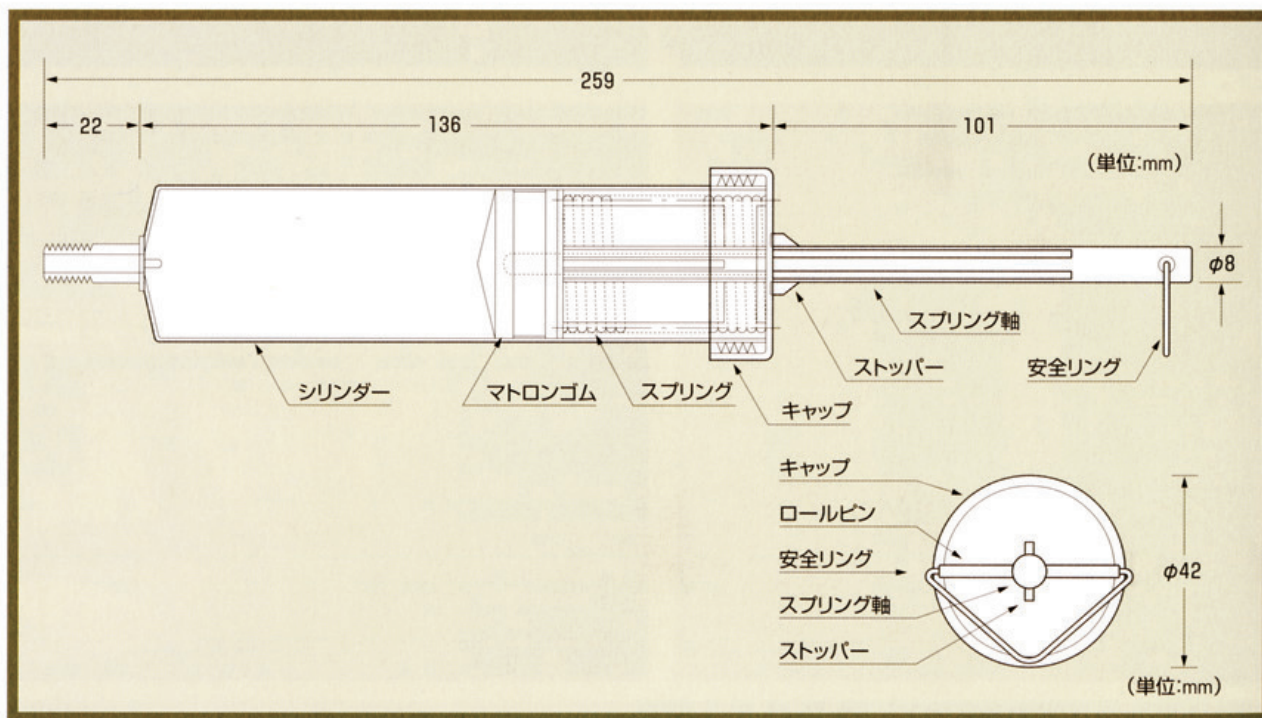 259
22
136
101
(単位:mm)
φ8
スプリング軸
ストッパー
安全リング
シリンダー
マトロンゴム
スプリング
キャップ
キャップ
ロールピン
安全リング
φ42
スプリング軸
ストッパー
(単位:mm)